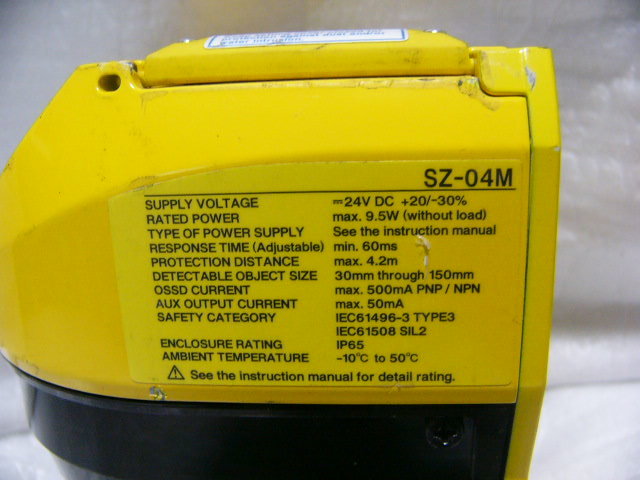 water intrusion.
SZ-04M
SUPPLY VOLTAGE ⎓24V DC +20/-30%
RATED POWER max. 9.5W (without load)
TYPE OF POWER SUPPLY See the instruction manual
RESPONSE TIME (Adjustable) min. 60ms
PROTECTION DISTANCE max. 4.2m
DETECTABLE OBJECT SIZE 30mm through 150mm
OSSD CURRENT max. 500mA PNP / NPN
AUX OUTPUT CURRENT max. 50mA
SAFETY CATEGORY IEC61496-3 TYPE3
IEC61508 SIL2
ENCLOSURE RATING IP65
AMBIENT TEMPERATURE -10℃ to 50℃
⚠ See the instruction manual for detail rating.